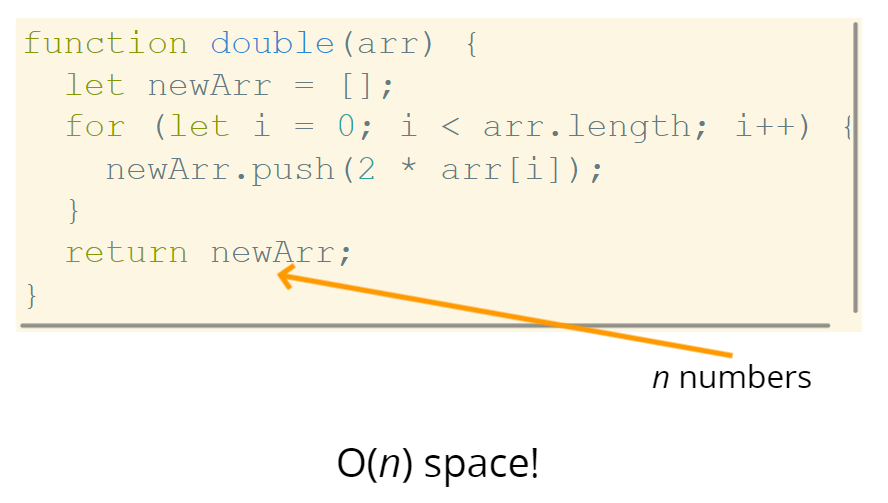 function double(arr) {
  let newArr = [];
  for (let i = 0; i < arr.length; i++) {
    newArr.push(2 * arr[i]);
  }
  return newArr;
}
n numbers
O(n) space!